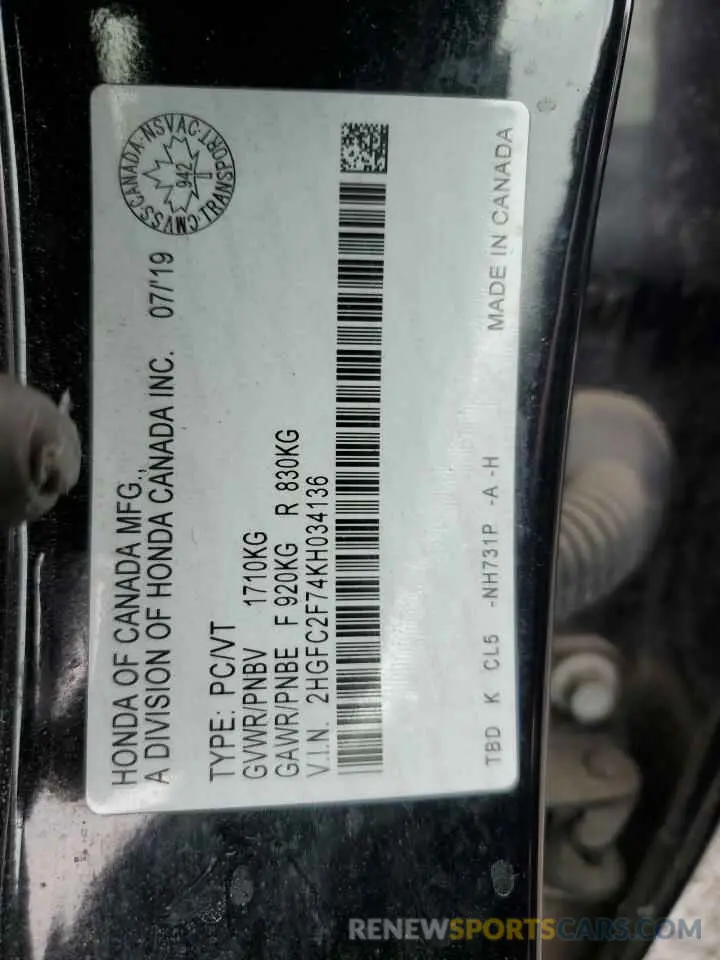 HONDA OF CANADA MFG.,
A DIVISION OF HONDA CANADA INC. 07/'19
TYPE: PC/VT
GVWR/PNBV 1710KG
GAWR/PNBE F 920KG R 830KG
V.I.N. 2HGFC2F74KH034136
TBD K CL5 -NH731P -A-H MADE IN CANADA
CMVSS·CANADA·NSVAC·TRANSPORT
942
RENEWSPORTSCARS.COM